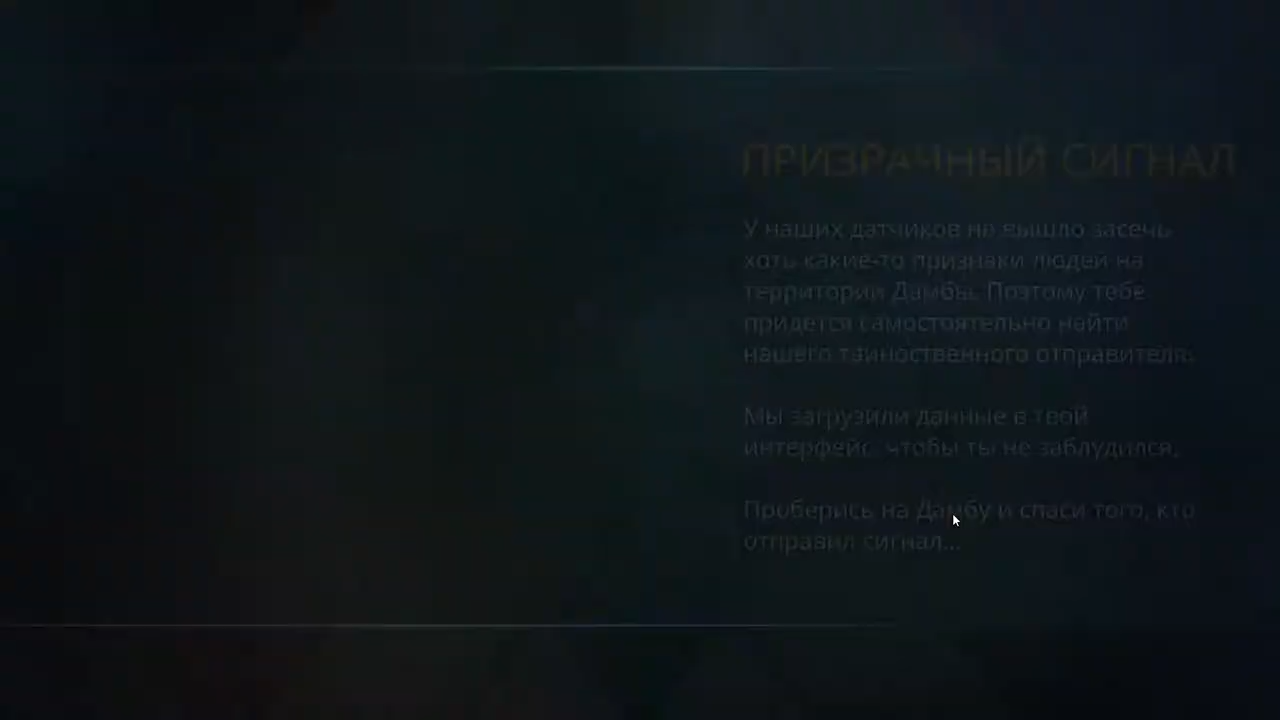 ПРИЗРАЧНЫЙ СИГНАЛ
У наших датчиков не вышло засечь
хоть какие-то признаки людей на
территории Дамбы. Поэтому тебе
придётся самостоятельно найти
нашего таинственного отправителя.
Мы загрузили данные в твой
интерфейс, чтобы ты не заблудился.
Проберись на Дамбу и спаси того, кто
отправил сигнал...